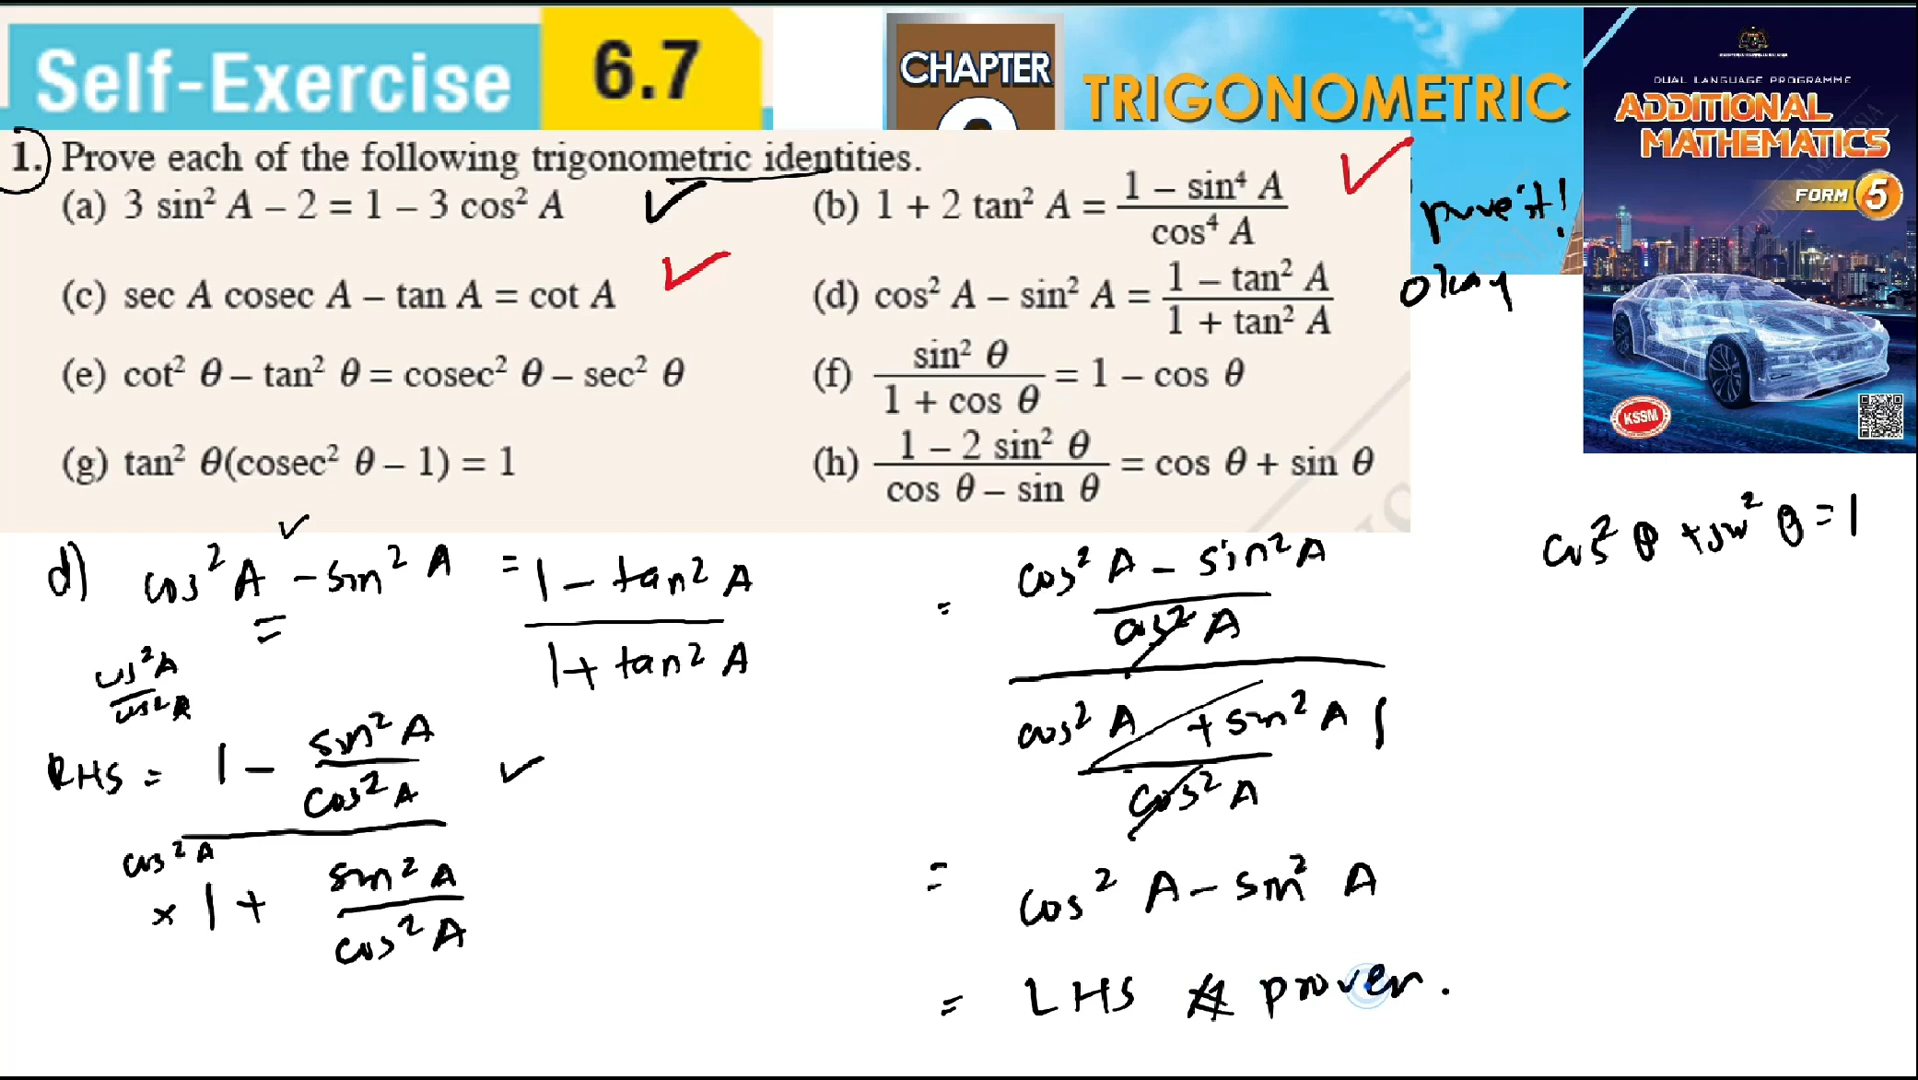 Self-Exercise 6.7
CHAPTER
TRIGONOMETRIC
DUAL LANGUAGE PROGRAMME
ADDITIONAL
MATHEMATICS
FORM 5
KSSM
1. Prove each of the following trigonometric identities.
(a) 3 sin² A – 2 = 1 – 3 cos² A
(b) 1 + 2 tan² A = (1 – sin⁴ A)/(cos⁴ A)
prove it!
(c) sec A cosec A – tan A = cot A
(d) cos² A – sin² A = (1 – tan² A)/(1 + tan² A)
okay
(e) cot² θ – tan² θ = cosec² θ – sec² θ
(f) (sin² θ)/(1 + cos θ) = 1 – cos θ
(g) tan² θ(cosec² θ – 1) = 1
(h) (1 – 2 sin² θ)/(cos θ – sin θ) = cos θ + sin θ
d) cos² A – sin² A = (1 – tan² A)/(1 + tan² A)
cos² A
cos² A
RHS = 1 – sin² A
cos² A
cos² A
× 1 + sin² A
cos² A
= cos² A – sin² A
cos² A
cos² A + sin² A 1
cos² A
= cos² A – sin² A
= LHS # proven.
cos² θ + sin² θ = 1